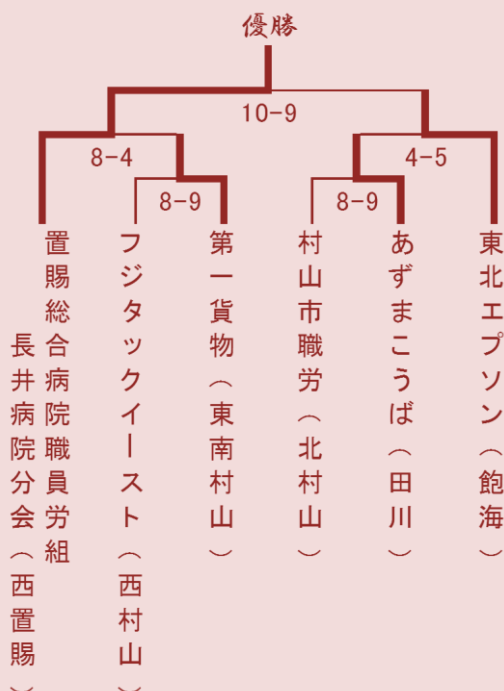 優勝
10-9
8-4
4-5
8-9
8-9
置賜総合病院職員労組
長井病院分会（西置賜）
フジタックイースト（西村山）
第一貨物（東南村山）
村山市職労（北村山）
あずまこうば（田川）
東北エプソン（飽海）